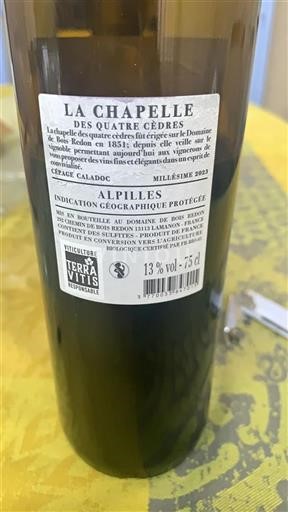 LA CHAPELLE
DES QUATRE CÈDRES
La chapelle des quatre cèdres fût érigée sur le Domaine
de Bois Redon en 1851; depuis elle veille sur le
vignoble permettant aujourd'hui aux vignerons de
vous proposer des vins fins et élégants dans un esprit de
convivialité.
CÉPAGE CALADOC MILLÉSIME 2023
ALPILLES
INDICATION GÉOGRAPHIQUE PROTÉGÉE
MIS EN BOUTEILLE AU DOMAINE DE BOIS REDON
CHEMIN DE BOIS REDON 13113 LAMANON - FRANCE
CONTIENT DES SULFITES - PRODUIT DE FRANCE
PRODUIT EN CONVERSION VERS L'AGRICULTURE
BIOLOGIQUE CERTIFIÉ PAR
VITICULTURE
TERRA
VITIS
RESPONSABLE
13 % vol - 75 cl